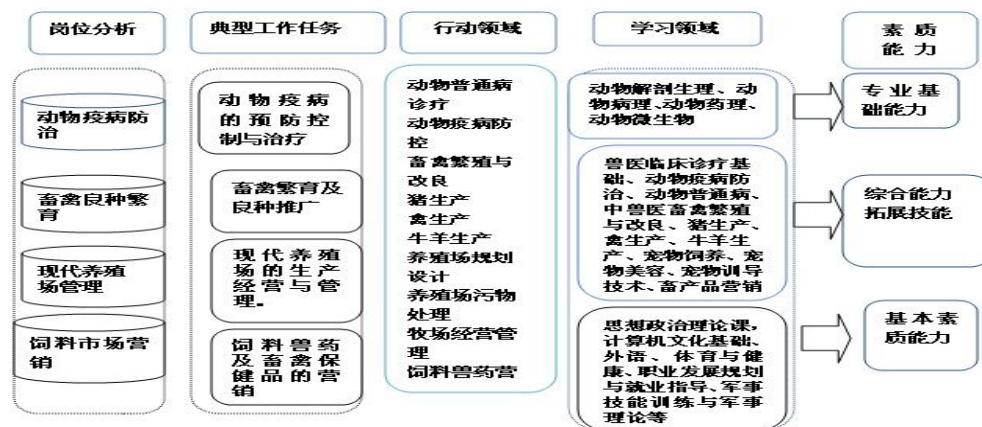 岗位分析
典型工作任务
行动领域
学习领域
素 质
能 力
动物疫病防
治
畜禽良种繁
育
现代养殖
场管理
饲料市场营
销
动物疫病
的预防控
制与治疗
畜禽繁育及
良种推广
现代养殖
场的生产
经营与管
理。
饲料兽药
及畜禽保
健品的营
销
动物普通病
诊疗
动物疫病防
控
畜禽繁殖与
改良
猪生产
禽生产
牛羊生产
养殖场规划
设计
养殖场污物
处理
牧场经营管
理
饲料兽药营
动物解剖生理、动
物病理、动物药理、
动物微生物
兽医临床诊疗基
础、动物疫病防
治、动物普通病、
中兽医畜禽繁殖
与改良、猪生产、
禽生产、牛羊生
产、宠物饲养、宠
物美容、宠物训导
技术、畜产品营销
思想政治理论课,
计算机文化基础、
外语、体育与健
康、职业发展规划
与就业指导、军事
技能训练与军事
理论等
专业基
础能力
综合能力
拓展技能
基本素
质能力